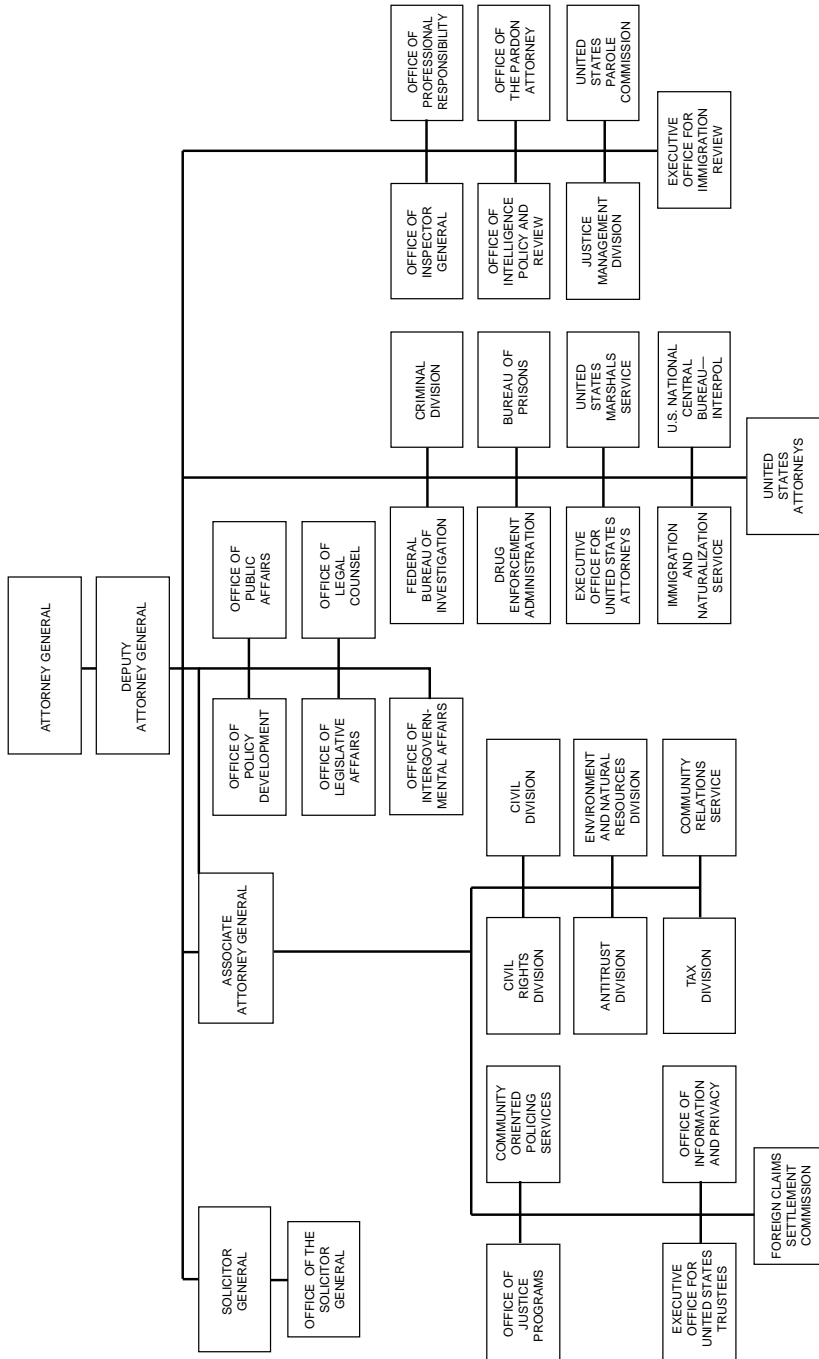 ATTORNEY GENERAL
DEPUTY
ATTORNEY GENERAL
SOLICITOR
GENERAL
OFFICE OF THE
SOLICITOR
GENERAL
ASSOCIATE
ATTORNEY GENERAL
OFFICE OF
POLICY
DEVELOPMENT
OFFICE OF
PUBLIC
AFFAIRS
OFFICE OF
LEGISLATIVE
AFFAIRS
OFFICE OF
LEGAL
COUNSEL
OFFICE OF
INTERGOVERN-
MENTAL AFFAIRS
OFFICE OF
JUSTICE
PROGRAMS
COMMUNITY
ORIENTED
POLICING
SERVICES
EXECUTIVE
OFFICE FOR
UNITED STATES
TRUSTEES
OFFICE OF
INFORMATION
AND PRIVACY
FOREIGN CLAIMS
SETTLEMENT
COMMISSION
CIVIL
RIGHTS
DIVISION
CIVIL
DIVISION
ANTITRUST
DIVISION
ENVIRONMENT
AND NATURAL
RESOURCES
DIVISION
TAX
DIVISION
COMMUNITY
RELATIONS
SERVICE
FEDERAL
BUREAU OF
INVESTIGATION
CRIMINAL
DIVISION
DRUG
ENFORCEMENT
ADMINISTRATION
BUREAU OF
PRISONS
EXECUTIVE
OFFICE FOR
UNITED STATES
ATTORNEYS
UNITED
STATES
MARSHALS
SERVICE
IMMIGRATION
AND
NATURALIZATION
SERVICE
U.S. NATIONAL
CENTRAL
BUREAU—
INTERPOL
UNITED
STATES
ATTORNEYS
OFFICE OF
INSPECTOR
GENERAL
OFFICE OF
PROFESSIONAL
RESPONSIBILITY
OFFICE OF
INTELLIGENCE
POLICY AND
REVIEW
OFFICE OF
THE PARDON
ATTORNEY
JUSTICE
MANAGEMENT
DIVISION
UNITED
STATES
PAROLE
COMMISSION
EXECUTIVE
OFFICE FOR
IMMIGRATION
REVIEW